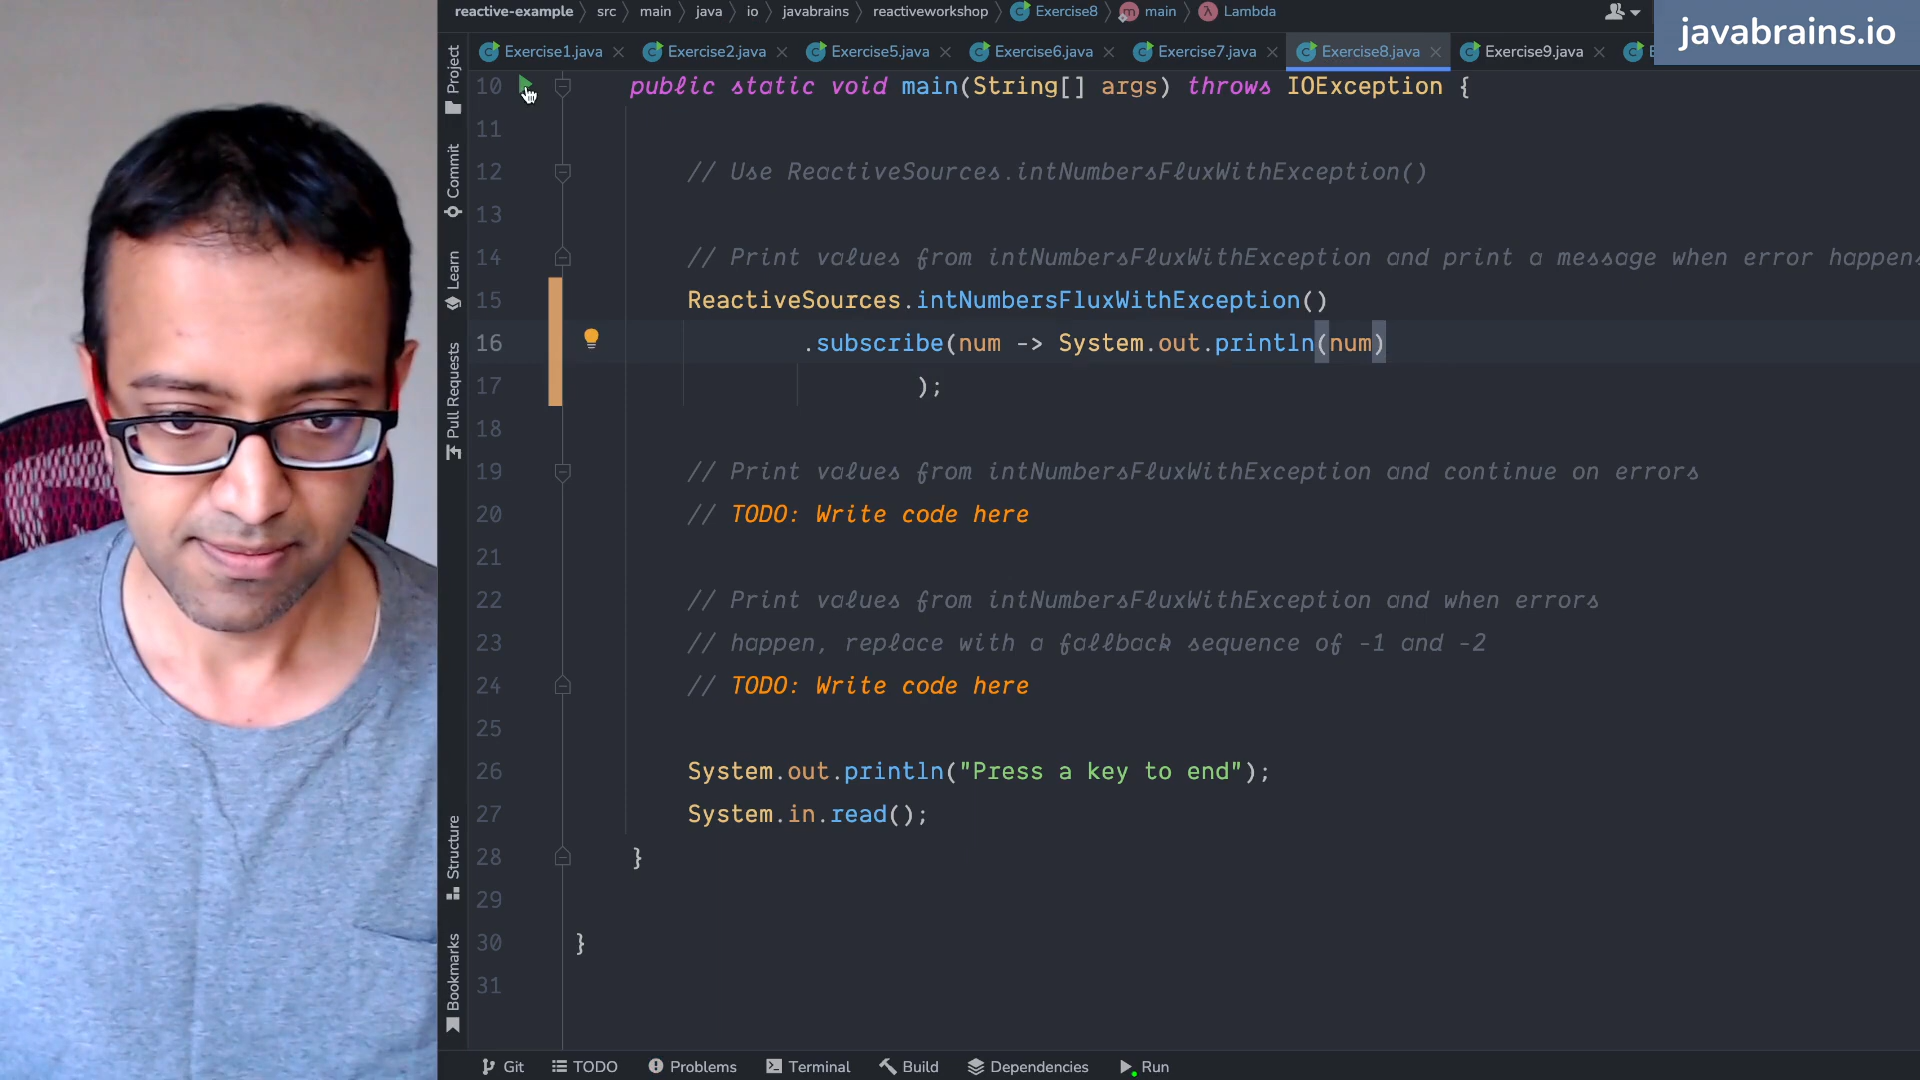 reactive-example src main java io javabrains reactiveworkshop Exercise8 main Lambda
javabrains.io
Exercise1.java Exercise2.java Exercise5.java Exercise6.java Exercise7.java Exercise8.java Exercise9.java
Project
Commit
Learn
Pull Requests
Structure
Bookmarks
10 public static void main(String[] args) throws IOException {
11
12 // Use ReactiveSources.intNumbersFluxWithException()
13
14 // Print values from intNumbersFluxWithException and print a message when error happens
15 ReactiveSources.intNumbersFluxWithException()
16 .subscribe(num -> System.out.println(num)
17 );
18
19 // Print values from intNumbersFluxWithException and continue on errors
20 // TODO: Write code here
21
22 // Print values from intNumbersFluxWithException and when errors
23 // happen, replace with a fallback sequence of -1 and -2
24 // TODO: Write code here
25
26 System.out.println("Press a key to end");
27 System.in.read();
28 }
29
30 }
31
Git TODO Problems Terminal Build Dependencies Run